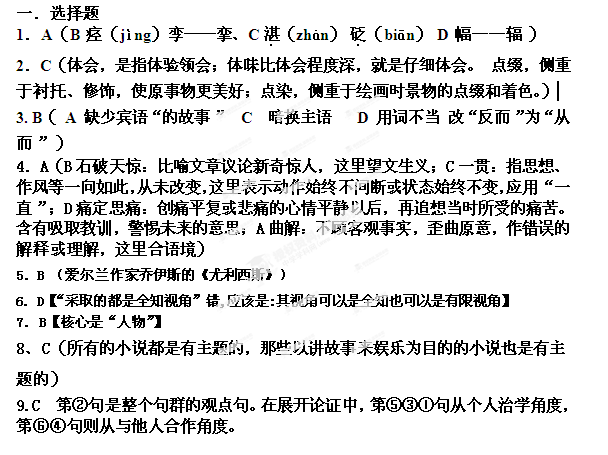 一．选择题
1．A（B 痉（jìng）孪——挛、C 湛（zhàn） 砭（biān） D 幅——辐 ）
2．C（体会，是指体验领会；体味比体会程度深，就是仔细体会。 点缀，侧重
于衬托、修饰，使原事物更美好；点染，侧重于绘画时景物的点缀和着色。）
3. B（ A 缺少宾语“的故事 ” C 暗换主语 D 用词不当 改“反而 ”为“从
而 ”）
4．A（B 石破天惊：比喻文章议论新奇惊人，这里望文生义；C 一贯：指思想、
作风等一向如此，从未改变，这里表示动作始终不间断或状态始终不变，应用“一
直 ”；D 痛定思痛：创痛平复或悲痛的心情平静以后，再追想当时所受的痛苦。
含有吸取教训，警惕未来的意思；A 曲解：不顾客观事实，歪曲原意，作错误的
解释或理解，这里合语境）
5．B （爱尔兰作家乔伊斯的《尤利西斯》）
6．D【“采取的都是全知视角”错，应该是：其视角可以是全知也可以是有限视角】
7．B【核心是“人物”】
8、C（所有的小说都是有主题的，那些以讲故事来娱乐为目的的小说也是有主
题的）
9.C 第②句是整个句群的观点句。在展开论证中，第⑤③①句从个人治学角度，
第⑥④句则从与他人合作角度。